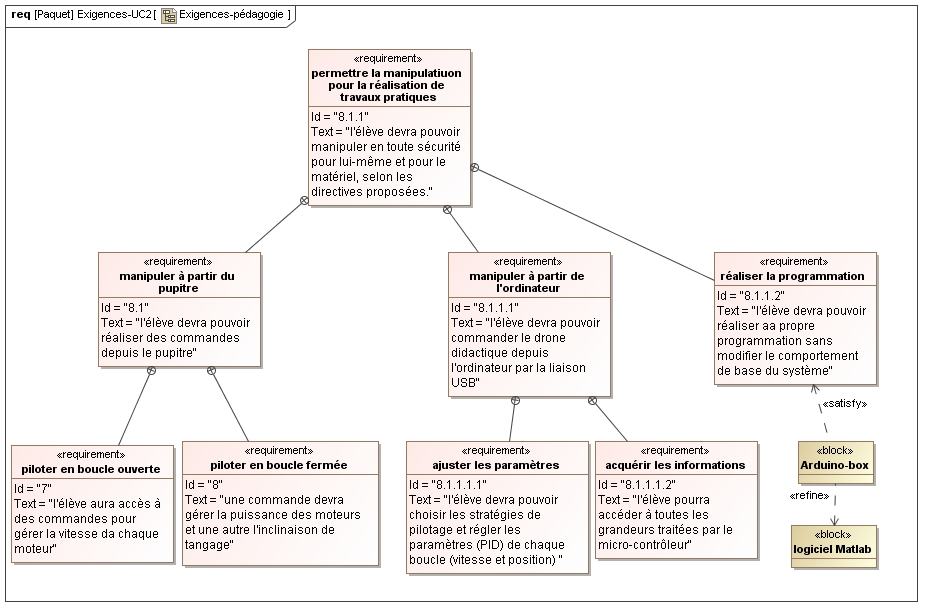 req [Paquet] Exigences-UC2[ Exigences-pédagogie ]
«requirement»
permettre la manipulatiuon
pour la réalisation de
travaux pratiques
Id = "8.1.1"
Text = "l'élève devra pouvoir
manipuler en toute sécurité
pour lui-même et pour le
matériel, selon les
directives proposées."
«requirement»
manipuler à partir du
pupitre
Id = "8.1"
Text = "l'élève devra pouvoir
réaliser des commandes
depuis le pupitre"
«requirement»
manipuler à partir de
l'ordinateur
Id = "8.1.1.1"
Text = "l'élève devra pouvoir
commander le drone
didactique depuis
l'ordinateur par la liaison
USB"
«requirement»
réaliser la programmation
Id = "8.1.1.2"
Text = "l'élève devra pouvoir
réaliser aa propre
programmation sans
modifier le comportement
de base du système"
«satisfy»
«requirement»
piloter en boucle ouverte
Id = "7"
Text = "l'élève aura accès à
des commandes pour
gérer la vitesse da chaque
moteur"
«requirement»
piloter en boucle fermée
Id = "8"
Text = "une commande devra
gérer la puissance des moteurs
et une autre l'inclinaison de
tangage"
«requirement»
ajuster les paramètres
Id = "8.1.1.1.1"
Text = "l'élève devra pouvoir
choisir les stratégies de
pilotage et régler les
paramètres (PID) de chaque
boucle (vitesse et position) "
«requirement»
acquérir les informations
Id = "8.1.1.1.2"
Text = "l'élève pourra
accéder à toutes les
grandeurs traitées par le
micro-contrôleur"
«block»
Arduino-box
«refine»
«block»
logiciel Matlab